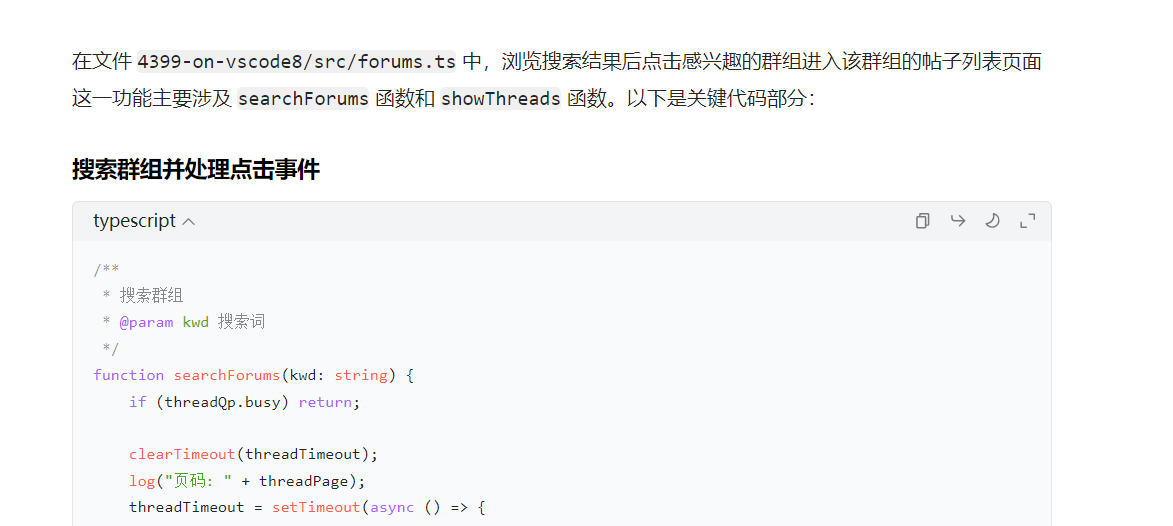 在文件 4399-on-vscode8/src/forums.ts 中，浏览搜索结果后点击感兴趣的群组进入该群组的帖子列表页面
这一功能主要涉及 searchForums 函数和 showThreads 函数。以下是关键代码部分：
搜索群组并处理点击事件
typescript
/**
 * 搜索群组
 * @param kwd 搜索词
 */
function searchForums(kwd: string) {
    if (threadQp.busy) return;
    clearTimeout(threadTimeout);
    log("页码: " + threadPage);
    threadTimeout = setTimeout(async () => {